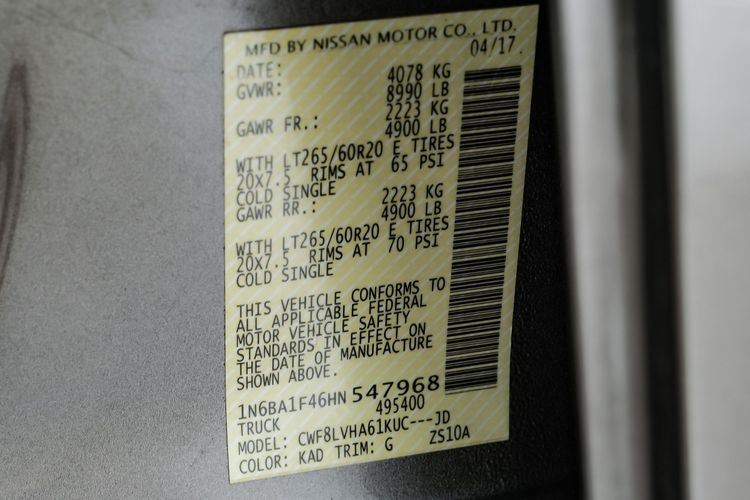 MFD BY NISSAN MOTOR CO., LTD.
DATE: 04/17
GVWR: 4078 KG
8990 LB
GAWR FR.: 2223 KG
4900 LB
WITH LT265/60R20 E TIRES
20X7.5 RIMS AT 65 PSI
COLD SINGLE
GAWR RR.: 2223 KG
4900 LB
WITH LT265/60R20 E TIRES
20X7.5 RIMS AT 70 PSI
COLD SINGLE
THIS VEHICLE CONFORMS TO
ALL APPLICABLE FEDERAL
MOTOR VEHICLE SAFETY
STANDARDS IN EFFECT ON
THE DATE OF MANUFACTURE
SHOWN ABOVE.
1N6BA1F46HN 547968
TRUCK 495400
MODEL: CWF8LVHA61KUC---JD
COLOR: KAD TRIM: G ZS10A